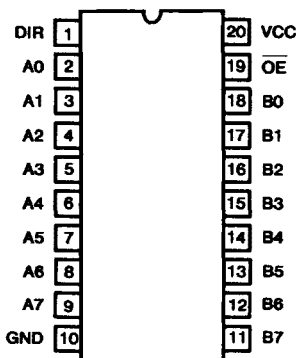 DIR 1 20 VCC
A0 2 19 OE
A1 3 18 B0
A2 4 17 B1
A3 5 16 B2
A4 6 15 B3
A5 7 14 B4
A6 8 13 B5
A7 9 12 B6
GND 10 11 B7